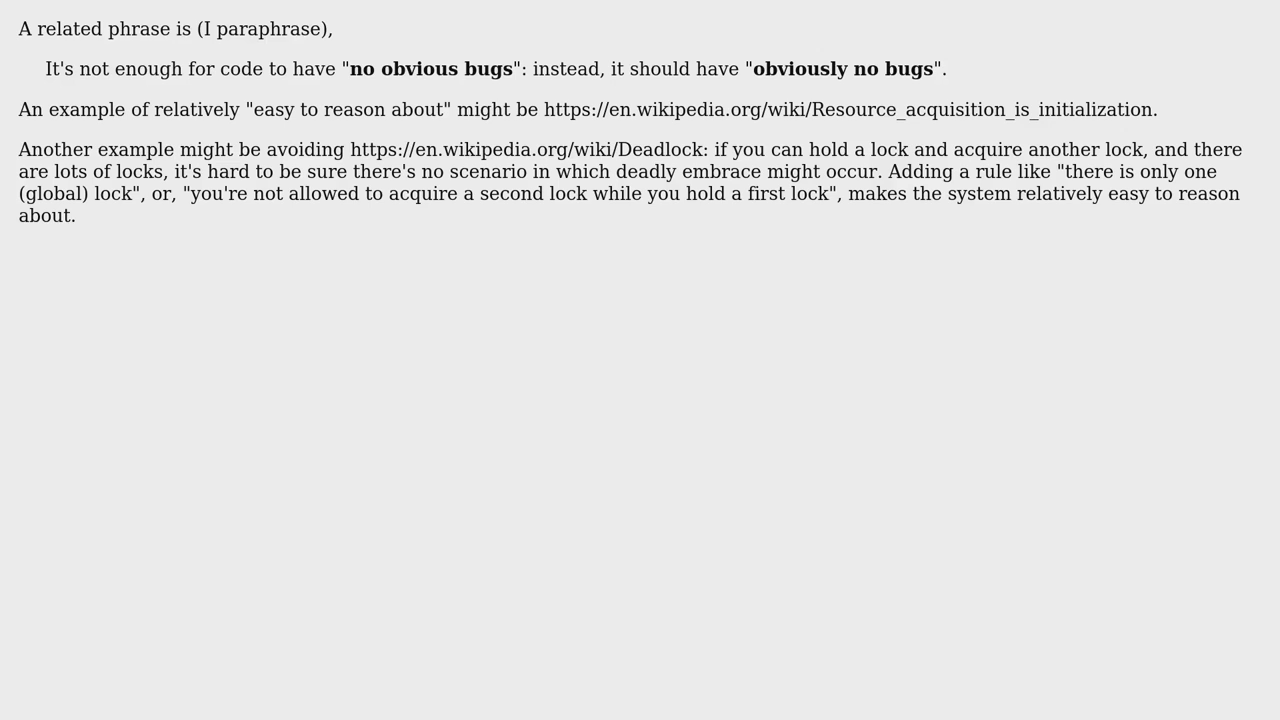 A related phrase is (I paraphrase),
It's not enough for code to have "no obvious bugs": instead, it should have "obviously no bugs".
An example of relatively "easy to reason about" might be https://en.wikipedia.org/wiki/Resource_acquisition_is_initialization.
Another example might be avoiding https://en.wikipedia.org/wiki/Deadlock: if you can hold a lock and acquire another lock, and there
are lots of locks, it's hard to be sure there's no scenario in which deadly embrace might occur. Adding a rule like "there is only one
(global) lock", or, "you're not allowed to acquire a second lock while you hold a first lock", makes the system relatively easy to reason
about.